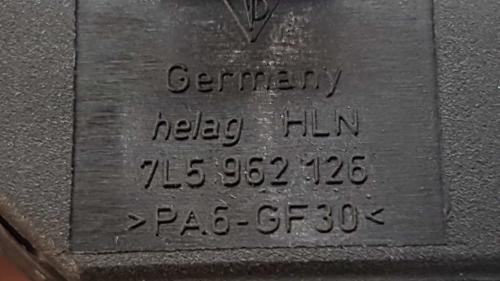 Germany
helag HLN
7L5 962 126
>PA6-GF30<